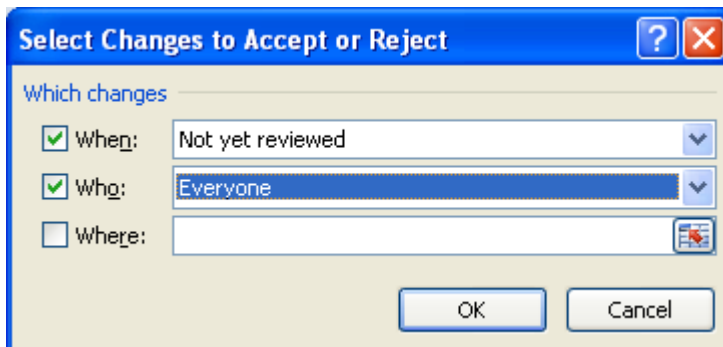 Select Changes to Accept or Reject
Which changes
When: Not yet reviewed
Who: Everyone
Where:
OK Cancel